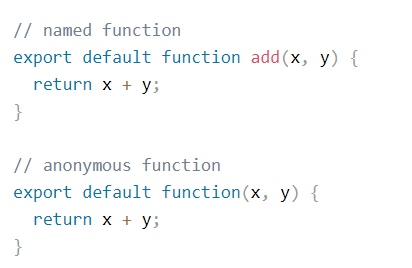 // named function
export default function add(x, y) {
  return x + y;
}

// anonymous function
export default function(x, y) {
  return x + y;
}